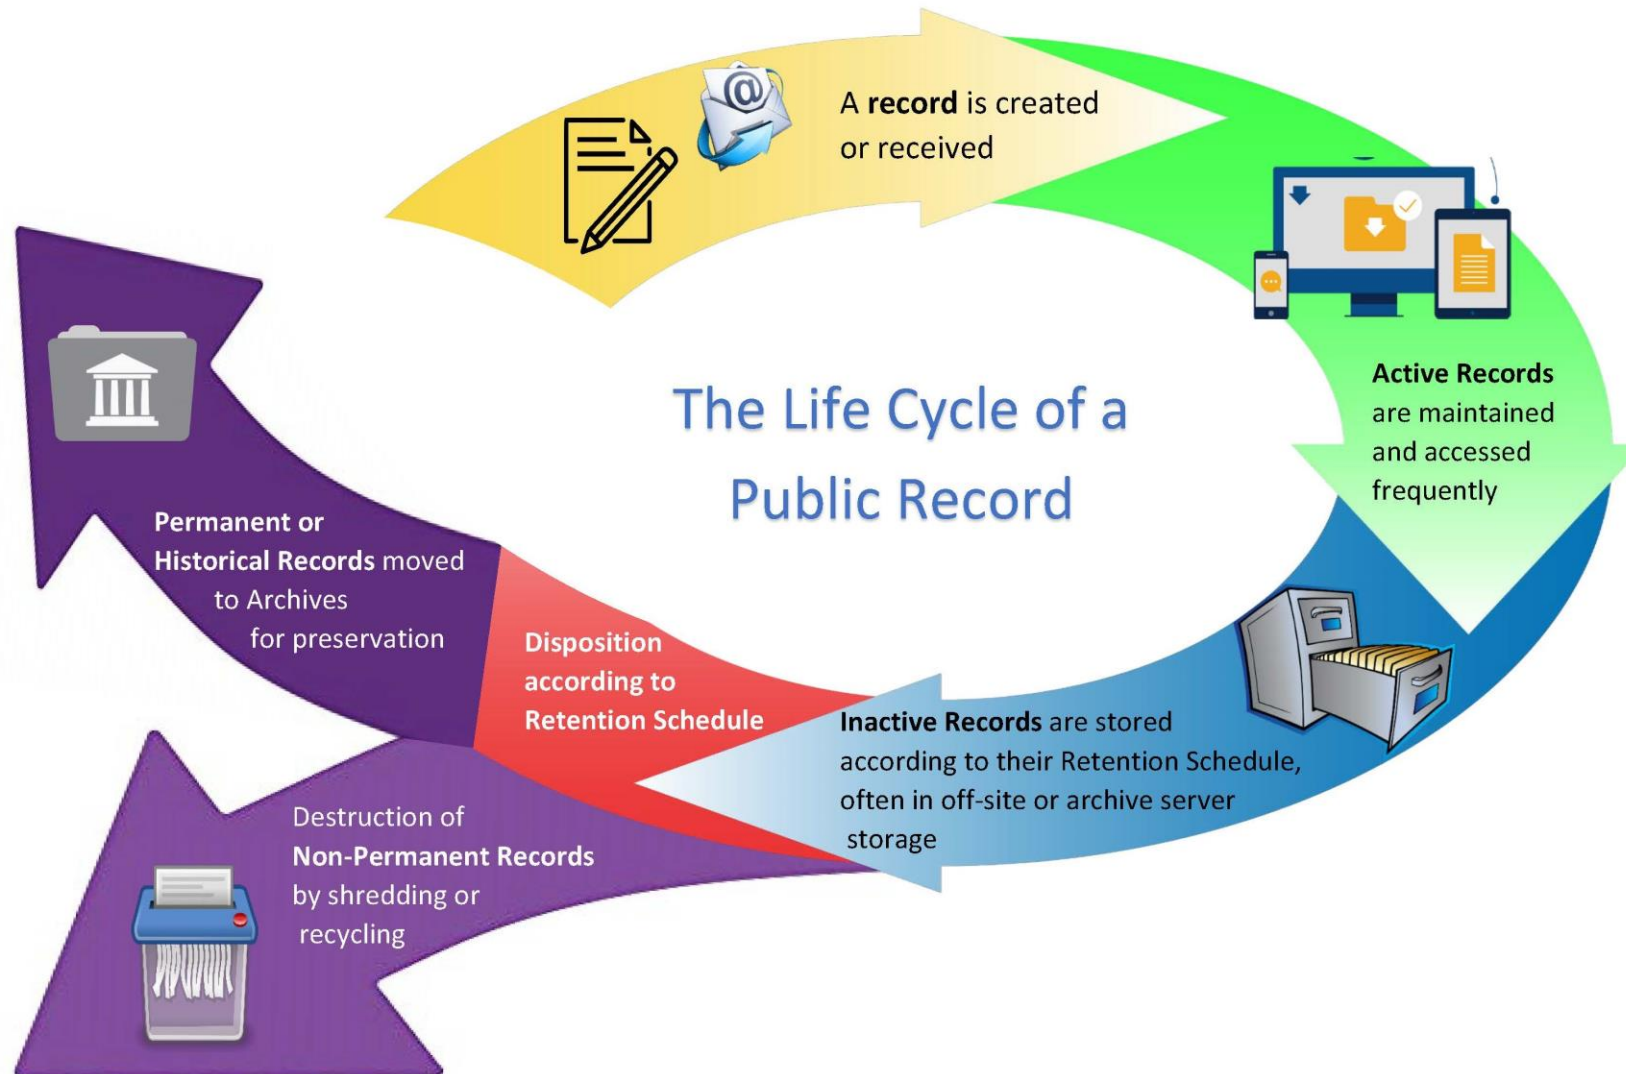 A record is created
or received
Active Records
are maintained
and accessed
frequently
The Life Cycle of a
Public Record
Inactive Records are stored
according to their Retention Schedule,
often in off-site or archive server
storage
Disposition
according to
Retention Schedule
Permanent or
Historical Records moved
to Archives
for preservation
Destruction of
Non-Permanent Records
by shredding or
recycling